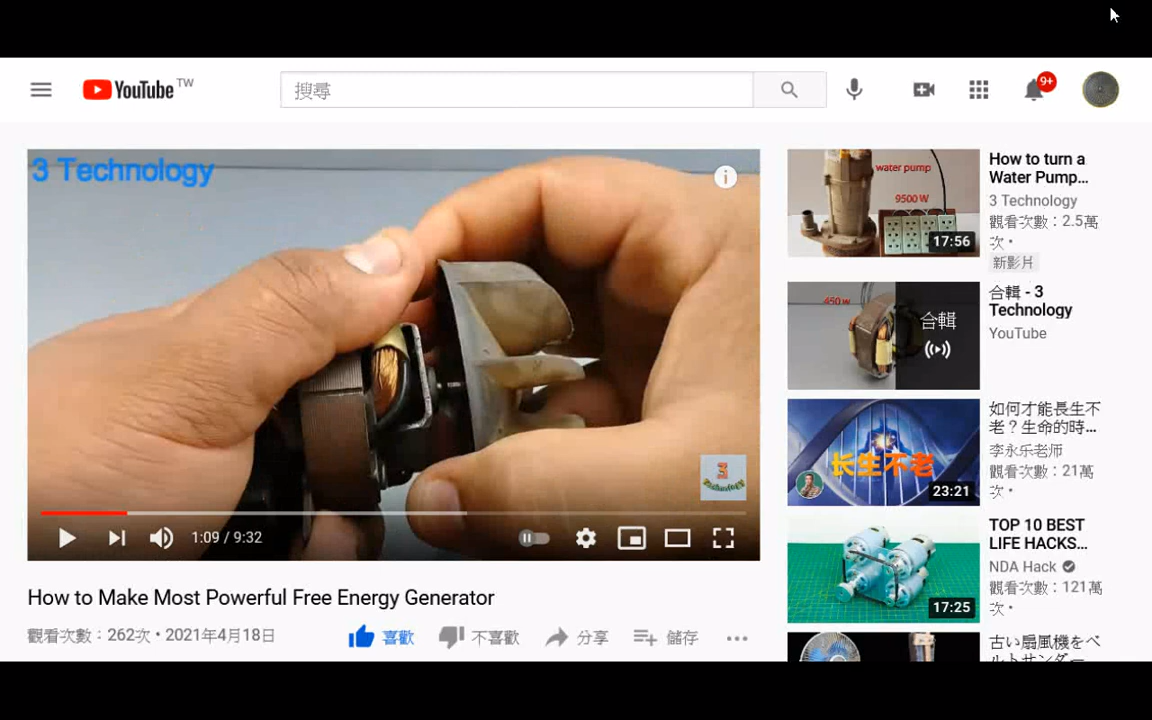 YouTube TW
搜尋
9+
3 Technology
3
Technology
1:09 / 9:32
How to Make Most Powerful Free Energy Generator
觀看次數：262次 • 2021年4月18日
喜歡
不喜歡
分享
儲存
water pump
9500 W
17:56
How to turn a
Water Pump...
3 Technology
觀看次數：2.5萬
次 •
新影片
450 w
合輯
合輯 - 3
Technology
YouTube
长生不老
23:21
如何才能長生不
老？生命的時...
李永乐老师
觀看次數：21萬
次 •
17:25
TOP 10 BEST
LIFE HACKS...
NDA Hack
觀看次數：121萬
次 •
古い扇風機をベ
ルトサンダー